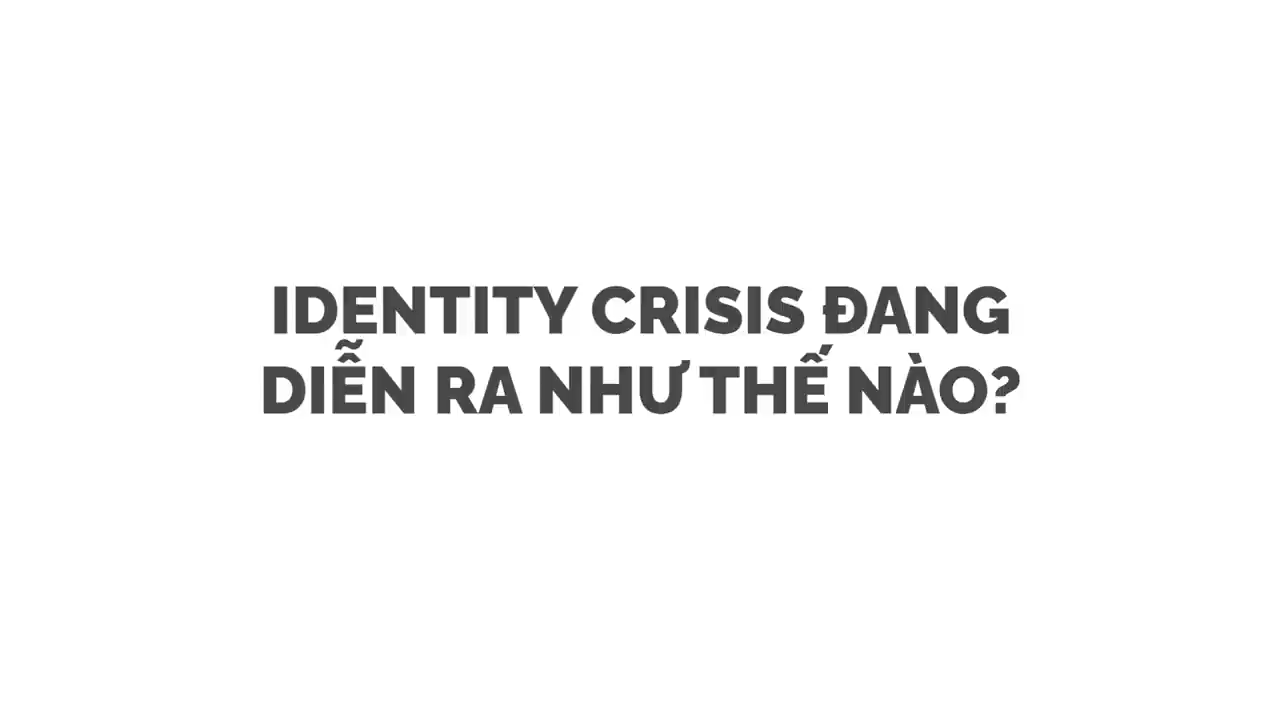 IDENTITY CRISIS ĐANG
DIỄN RA NHƯ THẾ NÀO?